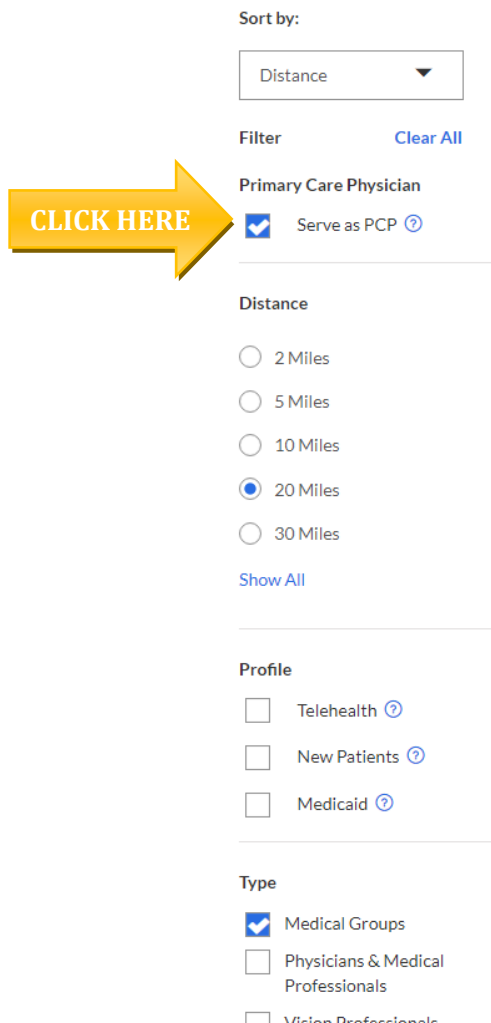 Sort by:
Distance
Filter Clear All
Primary Care Physician
CLICK HERE Serve as PCP ?
Distance
2 Miles
5 Miles
10 Miles
20 Miles
30 Miles
Show All
Profile
Telehealth ?
New Patients ?
Medicaid ?
Type
Medical Groups
Physicians & Medical
Professionals
Vision Professionals